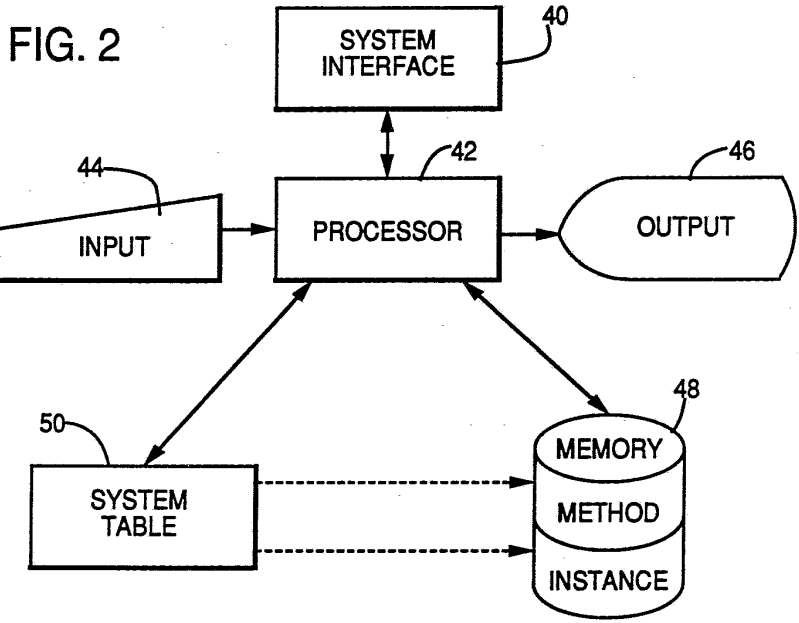 FIG. 2
SYSTEM
INTERFACE
40
44
INPUT
42
PROCESSOR
46
OUTPUT
50
SYSTEM
TABLE
48
MEMORY
METHOD
INSTANCE